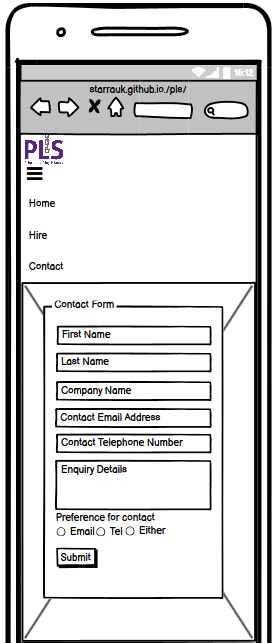 15:12
starrauk.github.io./pls/
PLS
Home
Hire
Contact
Contact Form
First Name
Last Name
Company Name
Contact Email Address
Contact Telephone Number
Enquiry Details
Preference for contact
Email Tel Either
Submit